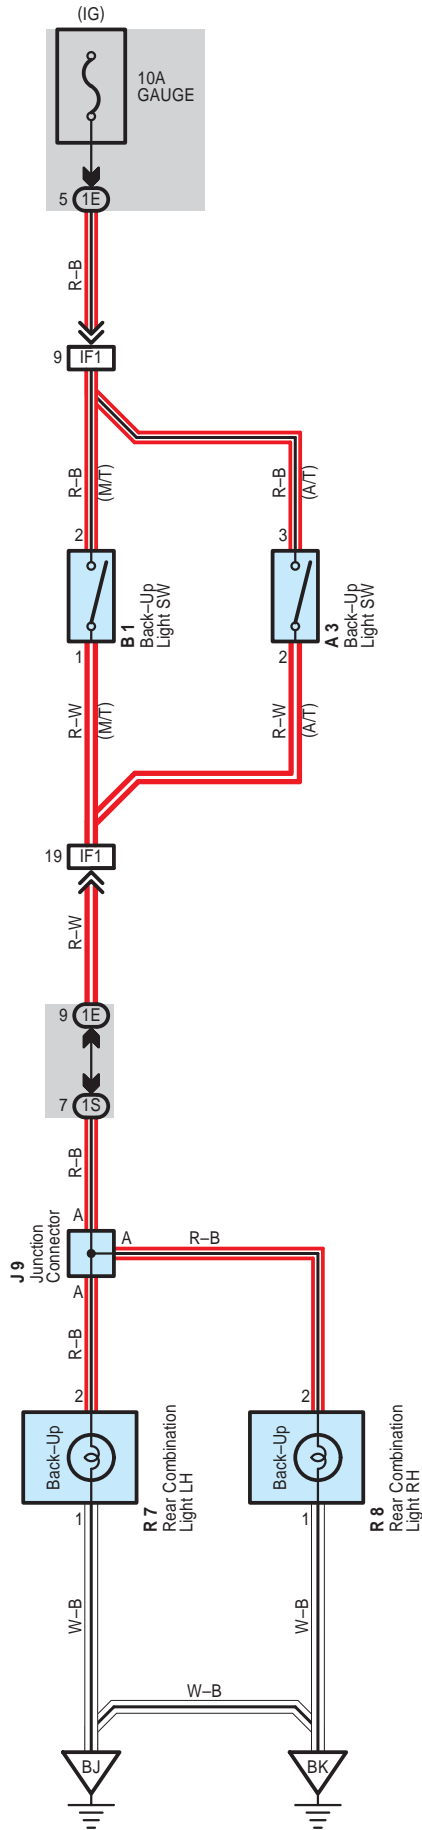 (IG)
10A
GAUGE
5 1E
R–B
9 IF1
R–B
(M/T)
R–B
(A/T)
2
3
B 1
Back–Up
Light SW
A 3
Back–Up
Light SW
1
2
R–W
(M/T)
R–W
(A/T)
19 IF1
R–W
9 1E
7 1S
R–B
A
J 9
Junction
Connector
A
R–B
A
R–B
2
2
Back–Up
Back–Up
1
R 7
Rear Combination
Light LH
1
R 8
Rear Combination
Light RH
W–B
W–B
W–B
BJ
BK